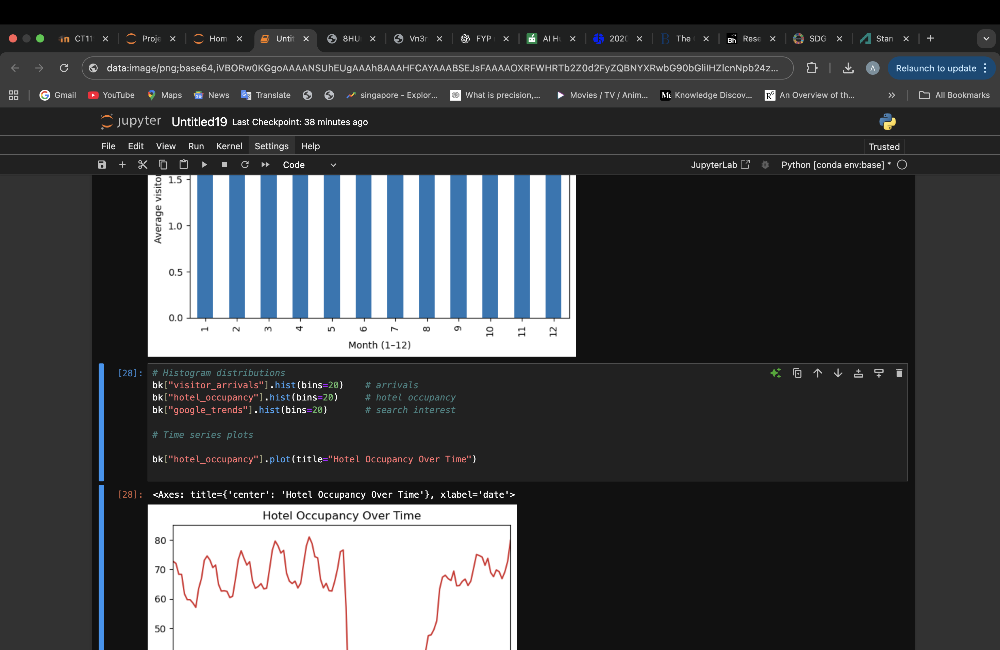 CT11
Proje
Hom
Untit
8HU
Vn3r
FYP
AI Hu
2020
The
Rese
SDG
Stan
data:image/png;base64,iVBORw0KGgoAAAANSUhEUgAAAh8AAAHFCAYAAABSEJsFAAAAOXRFWHRTb2Z0d2FyZQBNYXRwbG90bGliIHZlcnNpb24z...
A
Relaunch to update
Gmail
YouTube
Maps
News
Translate
singapore - Explor...
What is precision,...
Movies / TV / Anim...
Knowledge Discov...
An Overview of th...
All Bookmarks
jupyter Untitled19 Last Checkpoint: 38 minutes ago
File Edit View Run Kernel Settings Help
Trusted
Code
JupyterLab
Python [conda env:base] *
Average visitor
1.5
1.0
0.5
0.0
1 2 3 4 5 6 7 8 9 10 11 12
Month (1–12)
[28]:
# Histogram distributions
bk["visitor_arrivals"].hist(bins=20) # arrivals
bk["hotel_occupancy"].hist(bins=20) # hotel occupancy
bk["google_trends"].hist(bins=20) # search interest
# Time series plots
bk["hotel_occupancy"].plot(title="Hotel Occupancy Over Time")
[28]: <Axes: title={'center': 'Hotel Occupancy Over Time'}, xlabel='date'>
Hotel Occupancy Over Time
80
70
60
50